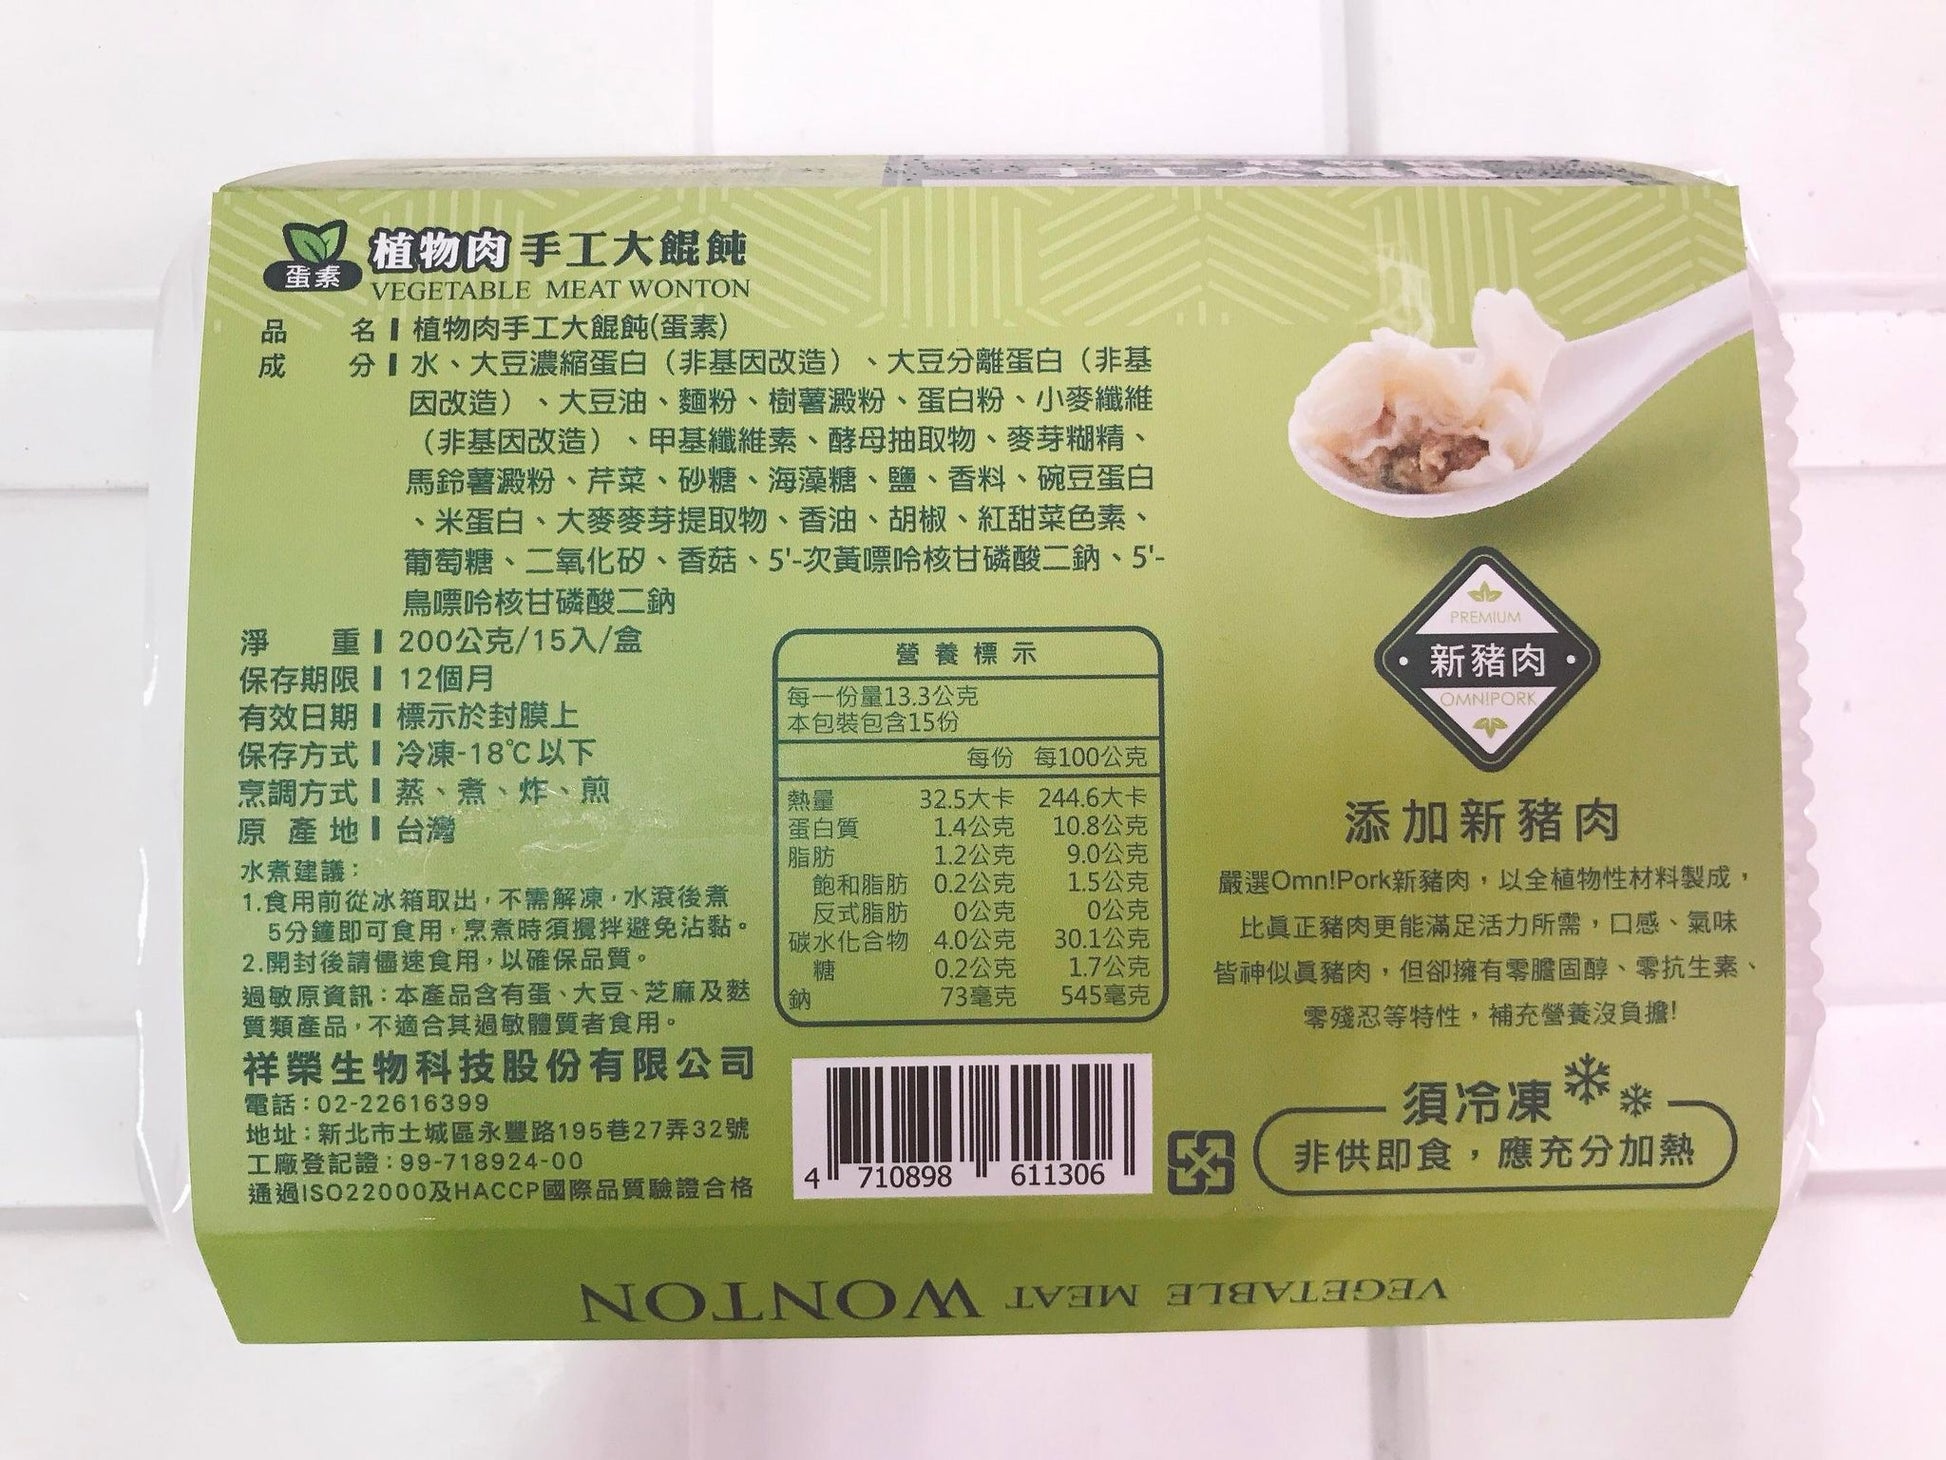 蛋素
植物肉手工大餛飩
VEGETABLE MEAT WONTON
品名 植物肉手工大餛飩(蛋素)
成分 水、大豆濃縮蛋白（非基因改造）、大豆分離蛋白（非基
因改造）、大豆油、麵粉、樹薯澱粉、蛋白粉、小麥纖維
（非基因改造）、甲基纖維素、酵母抽取物、麥芽糊精、
馬鈴薯澱粉、芹菜、砂糖、海藻糖、鹽、香料、碗豆蛋白
、米蛋白、大麥麥芽提取物、香油、胡椒、紅甜菜色素、
葡萄糖、二氧化矽、香菇、5'-次黃嘌呤核甘磷酸二鈉、5'-
鳥嘌呤核甘磷酸二鈉
淨重 200公克/15入/盒
保存期限 12個月
有效日期 標示於封膜上
保存方式 冷凍-18℃以下
烹調方式 蒸、煮、炸、煎
原產地 台灣
水煮建議：
1.食用前從冰箱取出，不需解凍，水滾後煮
5分鐘即可食用，烹煮時須攪拌避免沾黏。
2.開封後請儘速食用，以確保品質。
過敏原資訊：本產品含有蛋、大豆、芝麻及麩
質類產品，不適合其過敏體質者食用。
祥榮生物科技股份有限公司
電話：02-22616399
地址：新北市土城區永豐路195巷27弄32號
工廠登記證：99-718924-00
通過ISO22000及HACCP國際品質驗證合格
營養標示
每一份量13.3公克
本包裝包含15份
每份 每100公克
熱量 32.5大卡 244.6大卡
蛋白質 1.4公克 10.8公克
脂肪 1.2公克 9.0公克
飽和脂肪 0.2公克 1.5公克
反式脂肪 0公克 0公克
碳水化合物 4.0公克 30.1公克
糖 0.2公克 1.7公克
鈉 73毫克 545毫克
4 710898 611306
PREMIUM
新豬肉
OMN!PORK
添加新豬肉
嚴選Omn!Pork新豬肉，以全植物性材料製成，
比真正豬肉更能滿足活力所需，口感、氣味
皆神似真豬肉，但卻擁有零膽固醇、零抗生素、
零殘忍等特性，補充營養沒負擔!
須冷凍
非供即食，應充分加熱
VEGETABLE MEAT WONTON